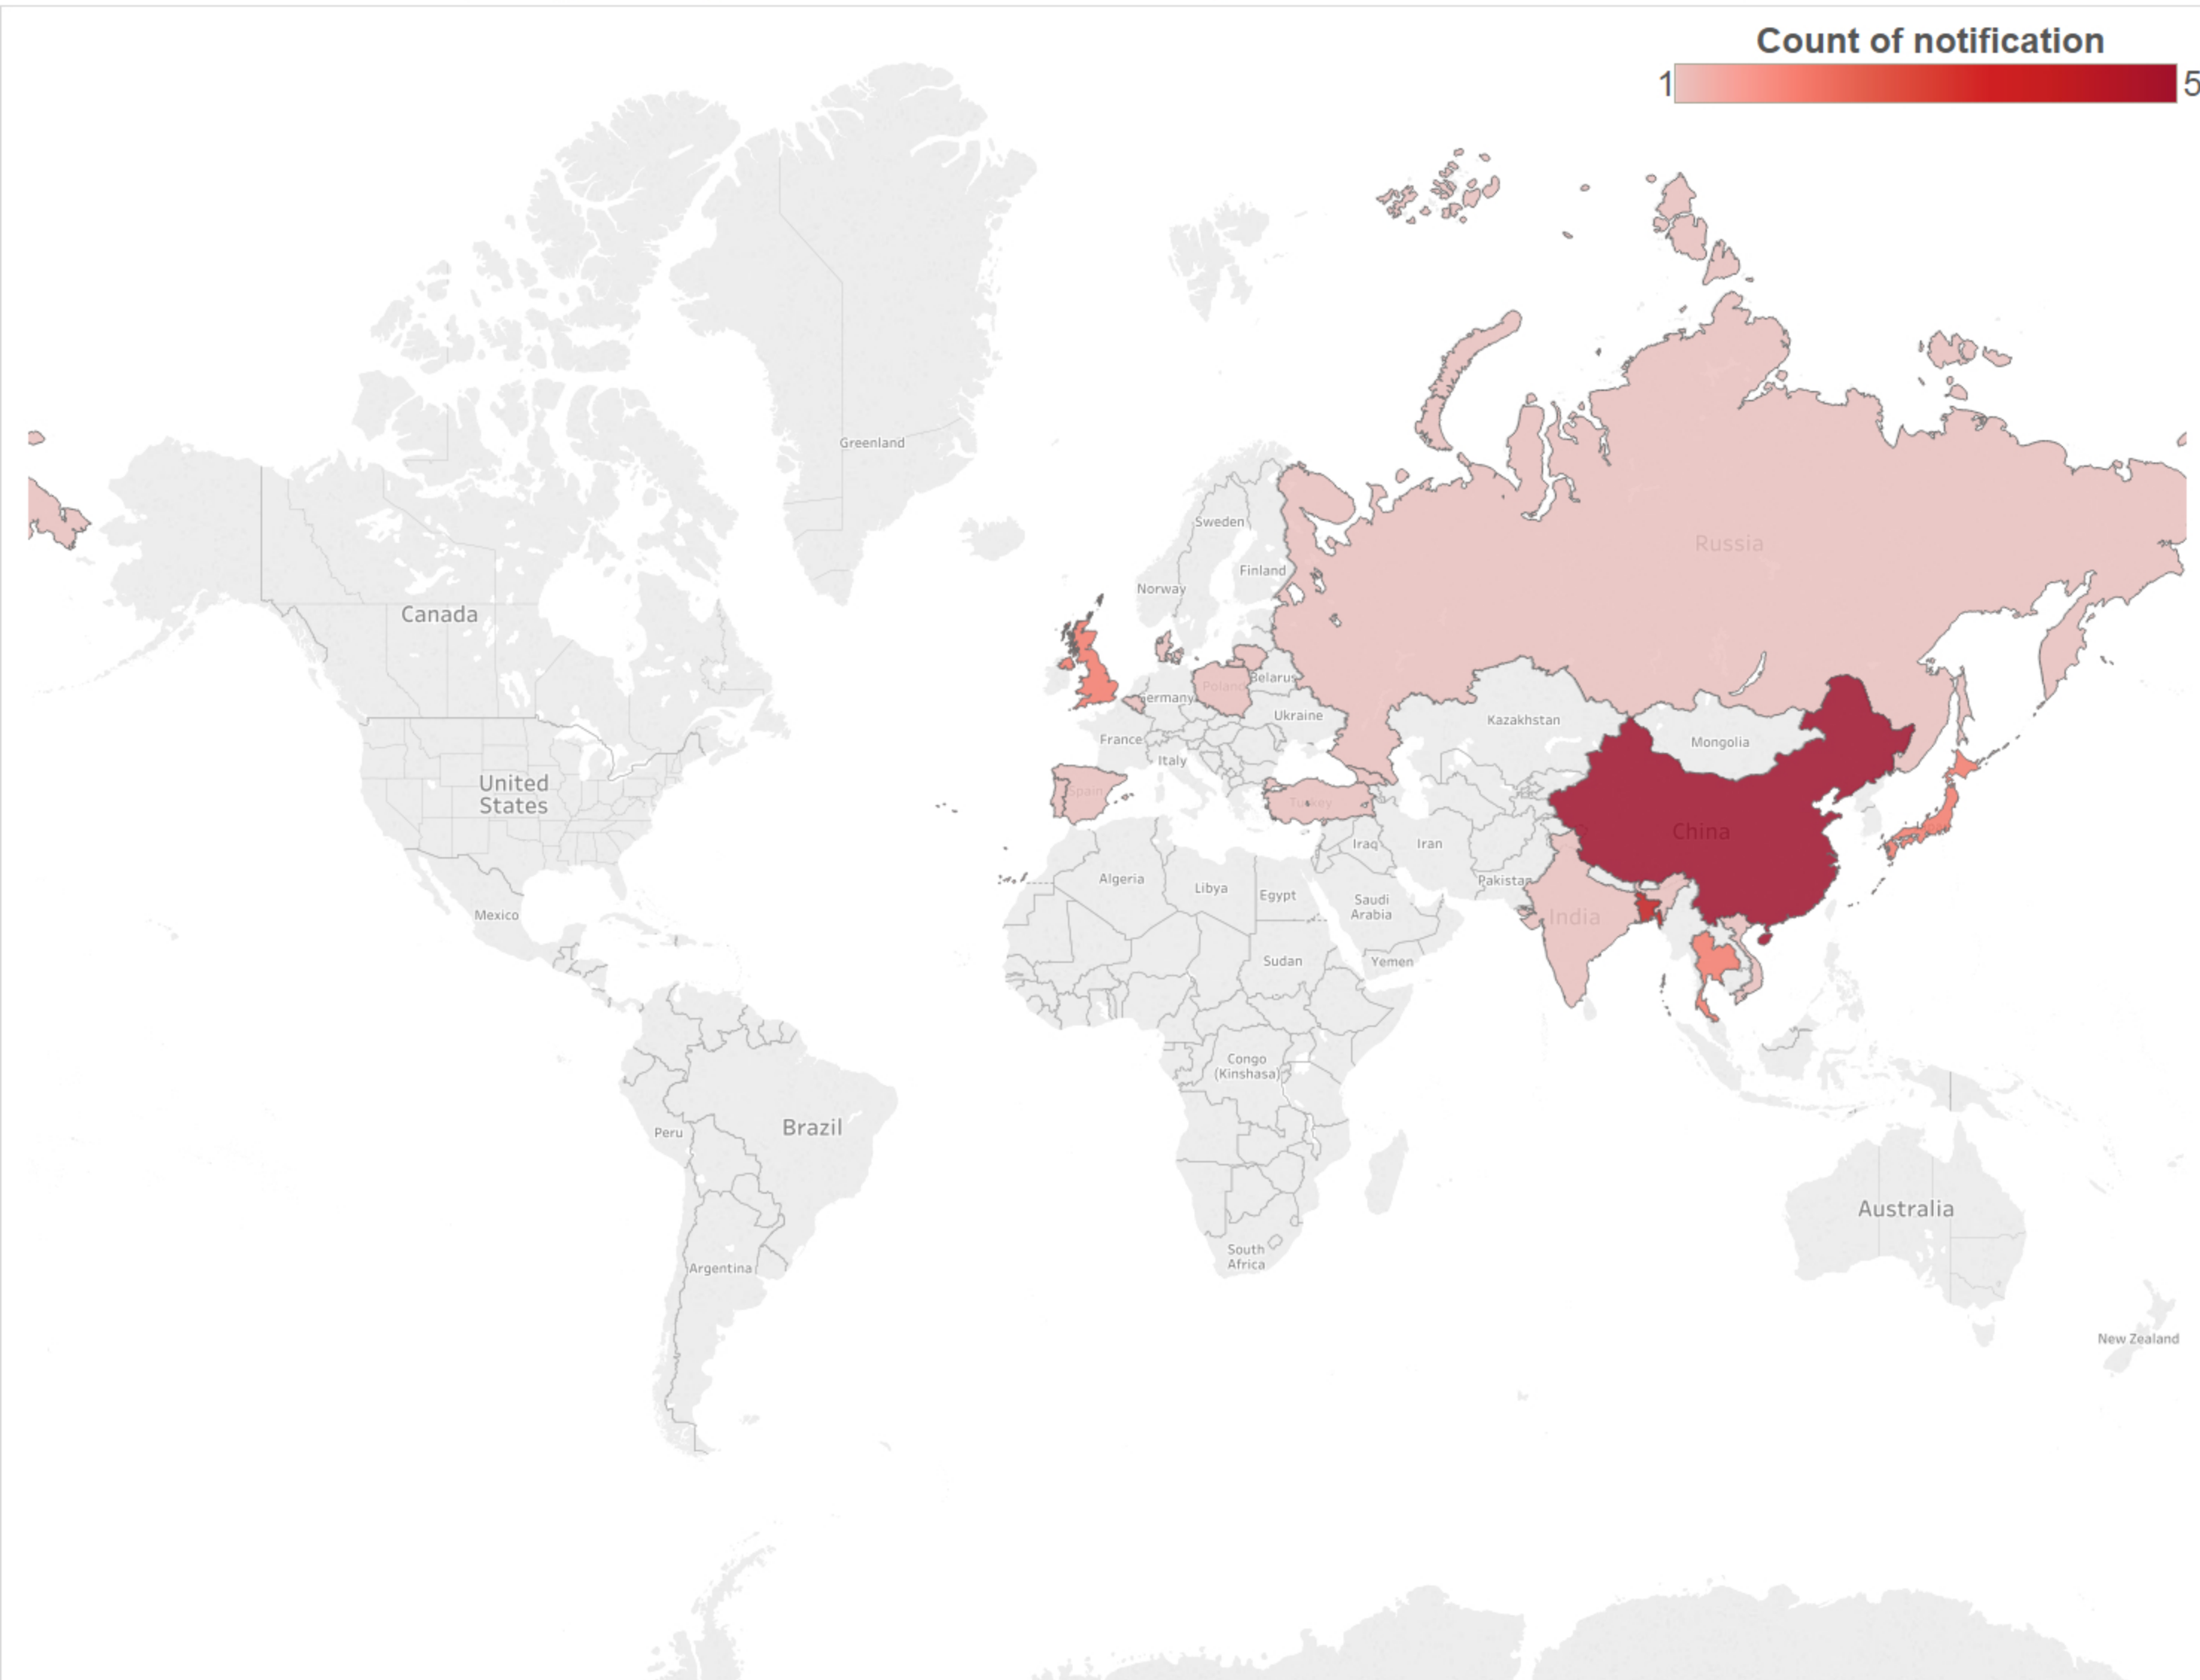 Count of notification
1
5
Greenland
Sweden
Russia
Finland
Norway
Canada
Belarus
Poland
Germany
Ukraine
Kazakhstan
France
Mongolia
Italy
United
States
Spain
Turkey
China
Iraq
Iran
Algeria
Pakistan
Libya
Egypt
Saudi
Arabia
Mexico
India
Sudan
Yemen
Congo
(Kinshasa)
Brazil
Peru
Australia
South
Africa
Argentina
New Zealand